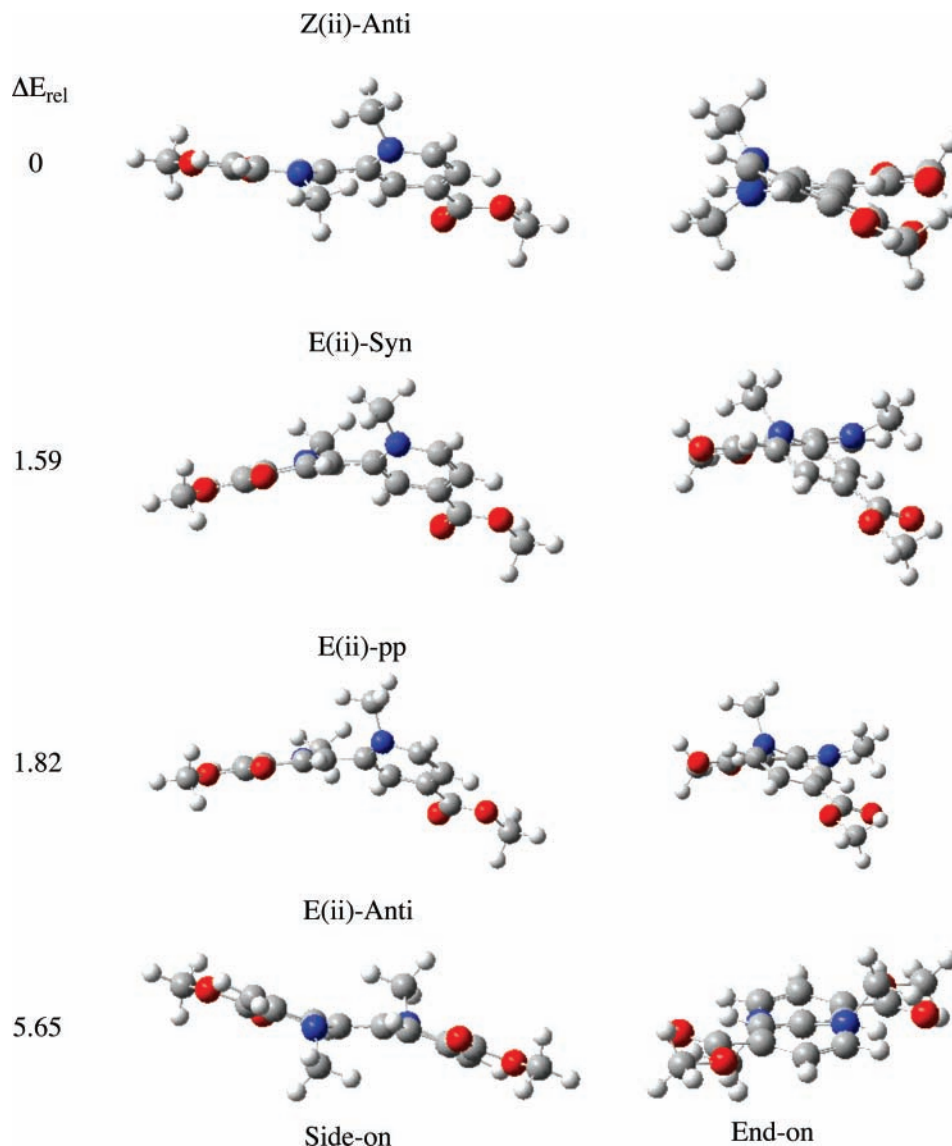 Z(ii)-Anti
ΔE_rel
0
E(ii)-Syn
1.59
E(ii)-pp
1.82
E(ii)-Anti
5.65
Side-on
End-on